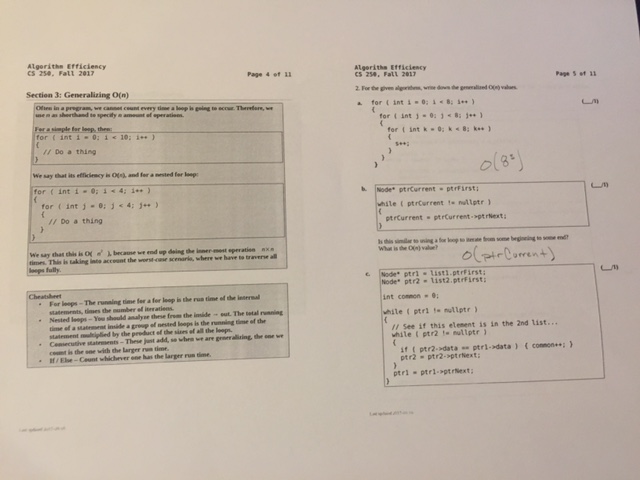 Algorithm Efficiency
CS 250, Fall 2017
Page 4 of 11
Section 3: Generalizing O(n)
Often in a program, we cannot count every time a loop is going to occur. Therefore, we
use n as shorthand to specify n amount of operations.
For a simple for loop, then:
for ( int i = 0; i < 10; i++ )
{
// Do a thing
}
We say that its efficiency is O(n), and for a nested for loop:
for ( int i = 0; i < 4; i++ )
{
for ( int j = 0; j < 4; j++ )
{
// Do a thing
}
}
We say that this is O( n² ), because we end up doing the inner-most operation n×n
times. This is taking into account the worst-case scenario, where we have to traverse all
loops fully.
Cheatsheet
• For loops – The running time for a for loop is the run time of the internal
statements, times the number of iterations.
• Nested loops – You should analyze these from the inside → out. The total running
time of a statement inside a group of nested loops is the running time of the
statement multiplied by the product of the sizes of all the loops.
• Consecutive statements – These just add, so when we are generalizing, the one we
count is the one with the larger run time.
• If / Else – Count whichever one has the larger run time.
Algorithm Efficiency
CS 250, Fall 2017
Page 5 of 11
2. For the given algorithms, write down the generalized O(n) values.
a.
(__/1)
for ( int i = 0; i < 8; i++ )
{
for ( int j = 0; j < 8; j++ )
{
for ( int k = 0; k < 8; k++ )
{
s++;
}
}
}
O(8³)
b.
(__/1)
Node* ptrCurrent = ptrFirst;
while ( ptrCurrent != nullptr )
{
ptrCurrent = ptrCurrent->ptrNext;
}
Is this similar to using a for loop to iterate from some beginning to some end?
What is the O(n) value?
O(ptrCurrent)
c.
(__/1)
Node* ptr1 = list1.ptrFirst;
Node* ptr2 = list2.ptrFirst;
int common = 0;
while ( ptr1 != nullptr )
{
// See if this element is in the 2nd list...
while ( ptr2 != nullptr )
{
if ( ptr2->data == ptr1->data ) { common++; }
ptr2 = ptr2->ptrNext;
}
ptr1 = ptr1->ptrNext;
}